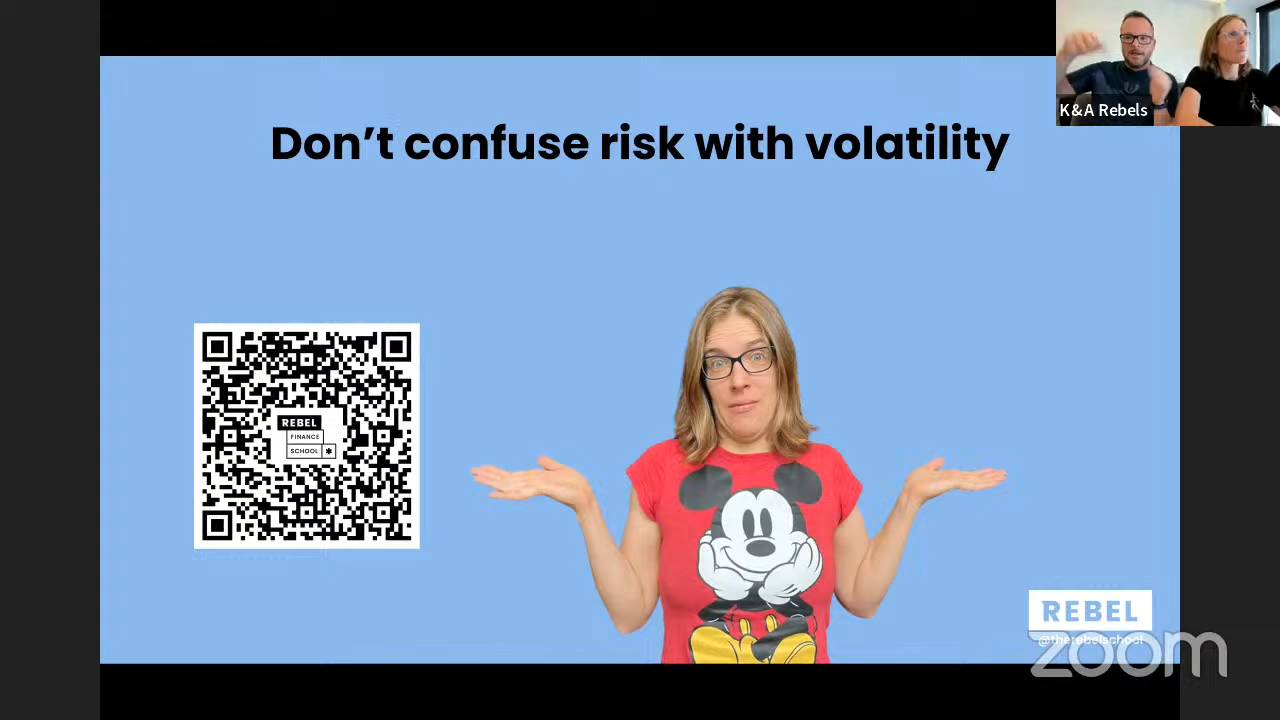 K&A Rebels
Don’t confuse risk with volatility
REBEL
FINANCE
SCHOOL *
REBEL
@therebelschool
zoom